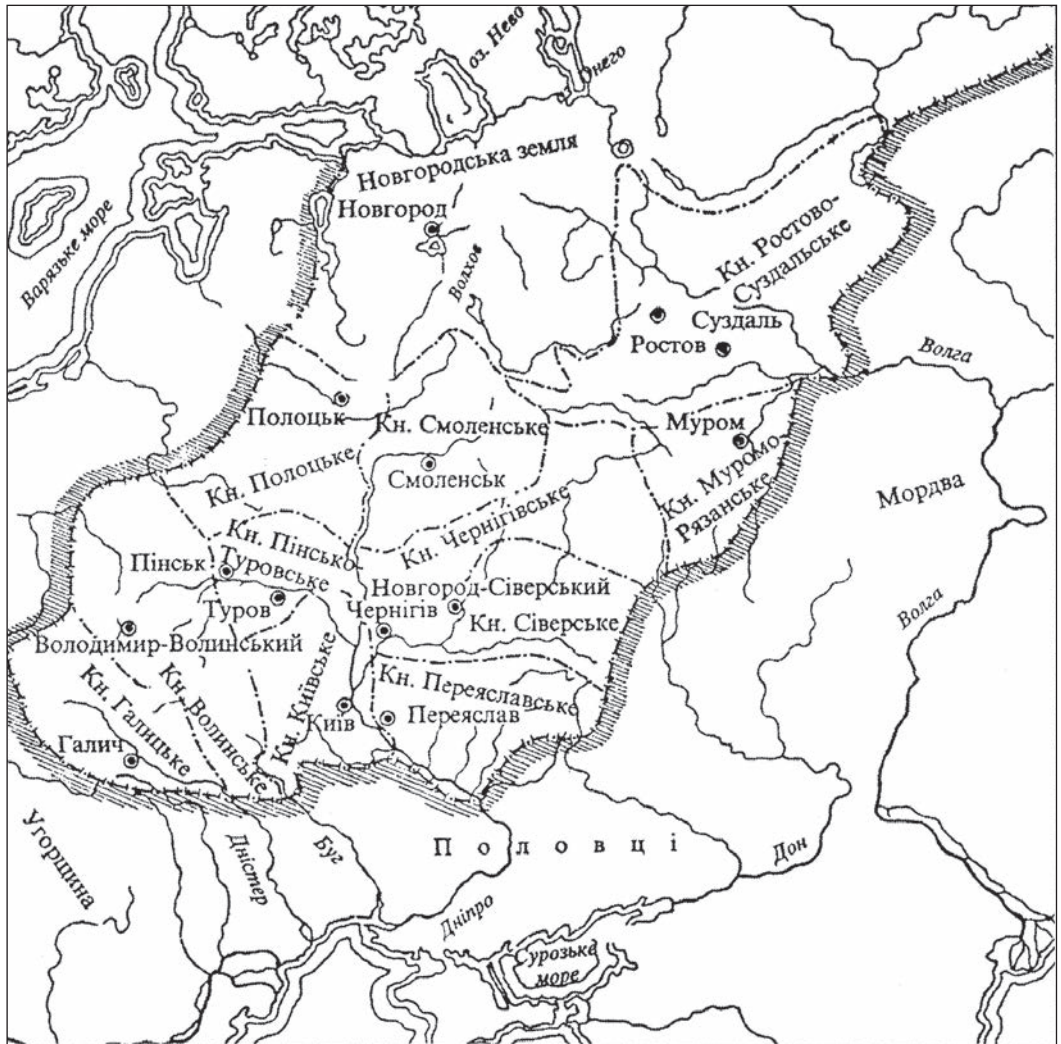 оз. Нево
Онего
Новгородська земля
Новгород
Варязьке море
Волхов
Кн. Ростово-
Суздальське
Суздаль
Ростов
Волга
Полоцьк
Кн. Смоленське
Муром
Смоленськ
Кн. Полоцьке
Кн. Чернігівське
Кн. Муромо-
Рязанське
Мордва
Кн. Пінсько-
Туровське
Пінськ
Новгород-Сіверський
Туров
Чернігів
Кн. Сіверське
Волга
Володимир-Волинський
Кн. Переяславське
Кн. Галицьке
Кн. Волинське
Кн. Київське
Київ
Переяслав
Галич
Угорщина
Дністер
Буг
Половці
Дон
Дніпро
Сурозьке
море